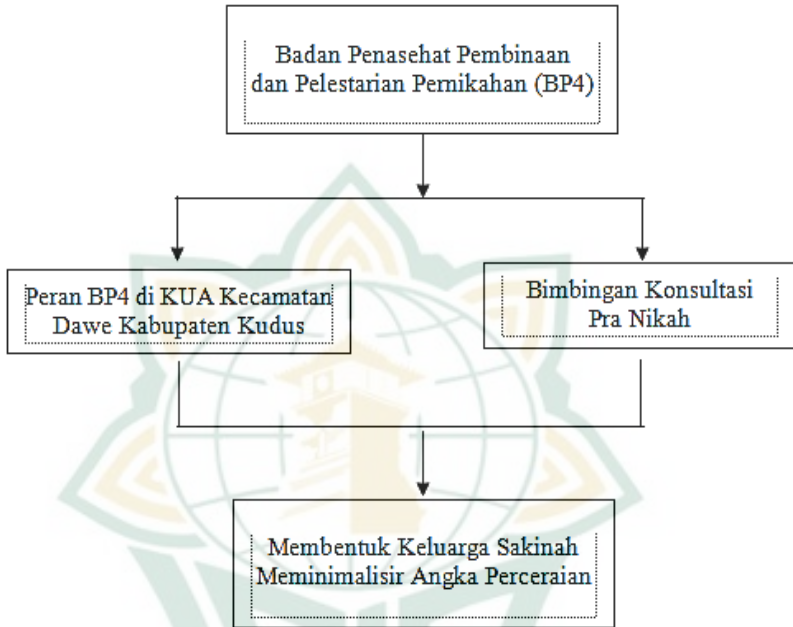 Badan Penasehat Pembinaan
dan Pelestarian Pernikahan (BP4)
Peran BP4 di KUA Kecamatan
Dawe Kabupaten Kudus
Bimbingan Konsultasi
Pra Nikah
Membentuk Keluarga Sakinah
Meminimalisir Angka Perceraian